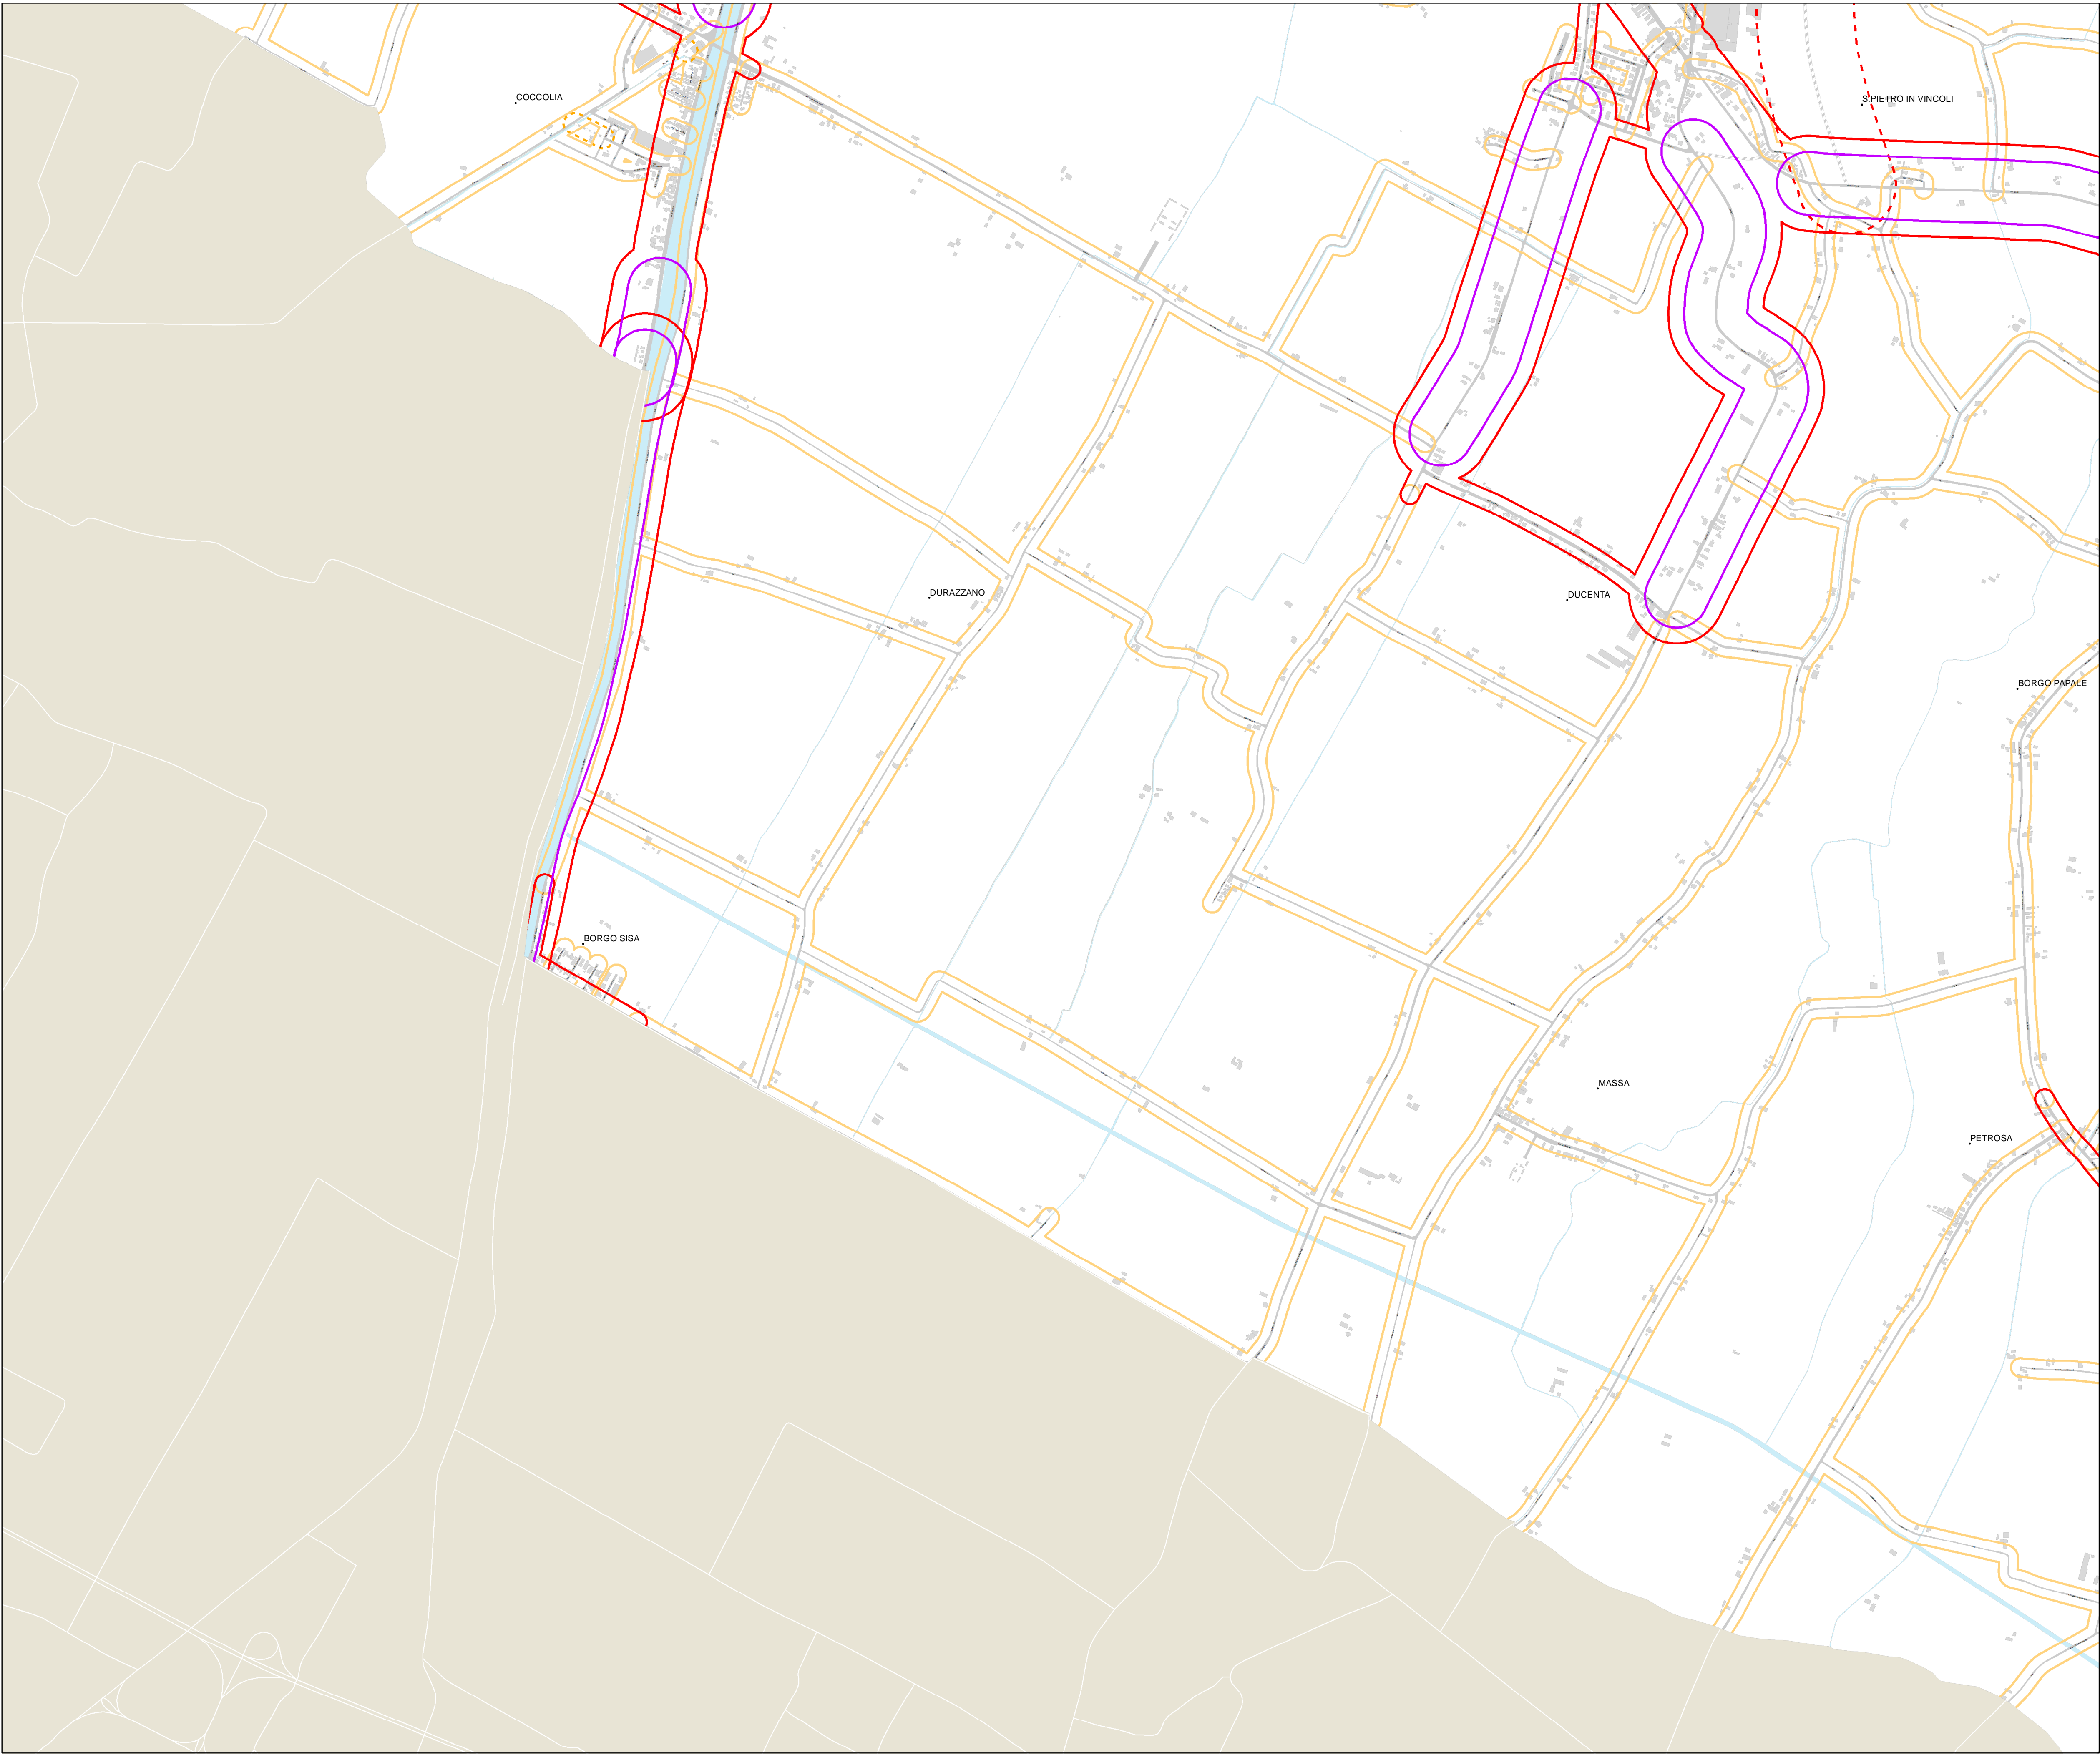 COCCOLIA
S.PIETRO IN VINCOLI
DURAZZANO
DUCENTA
BORGO PAPALE
BORGO SISA
MASSA
PETROSA